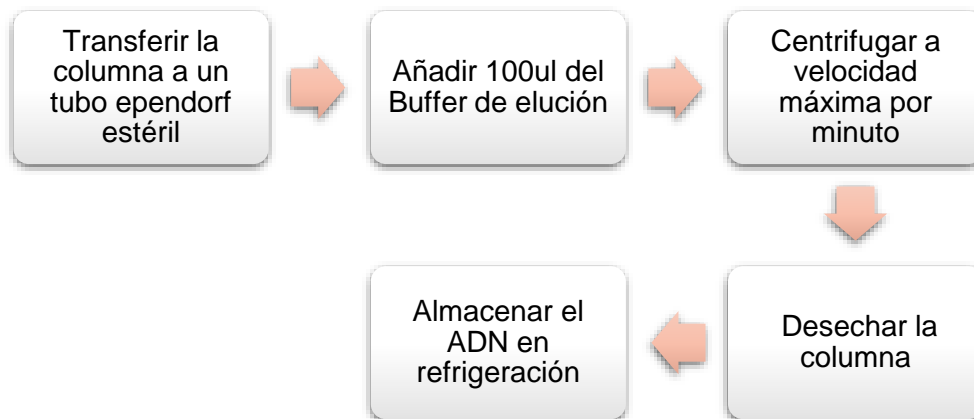 Transferir la
columna a un
tubo ependorf
estéril
Añadir 100ul del
Buffer de elución
Centrifugar a
velocidad
máxima por
minuto
Desechar la
columna
Almacenar el
ADN en
refrigeración